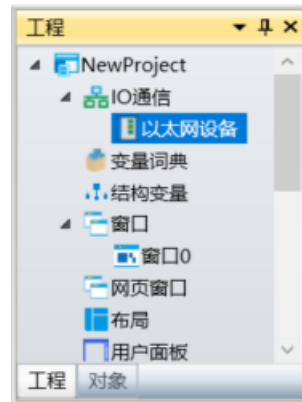 工程
NewProject
IO通信
以太网设备
变量词典
结构变量
窗口
窗口0
网页窗口
布局
用户面板
工程 对象